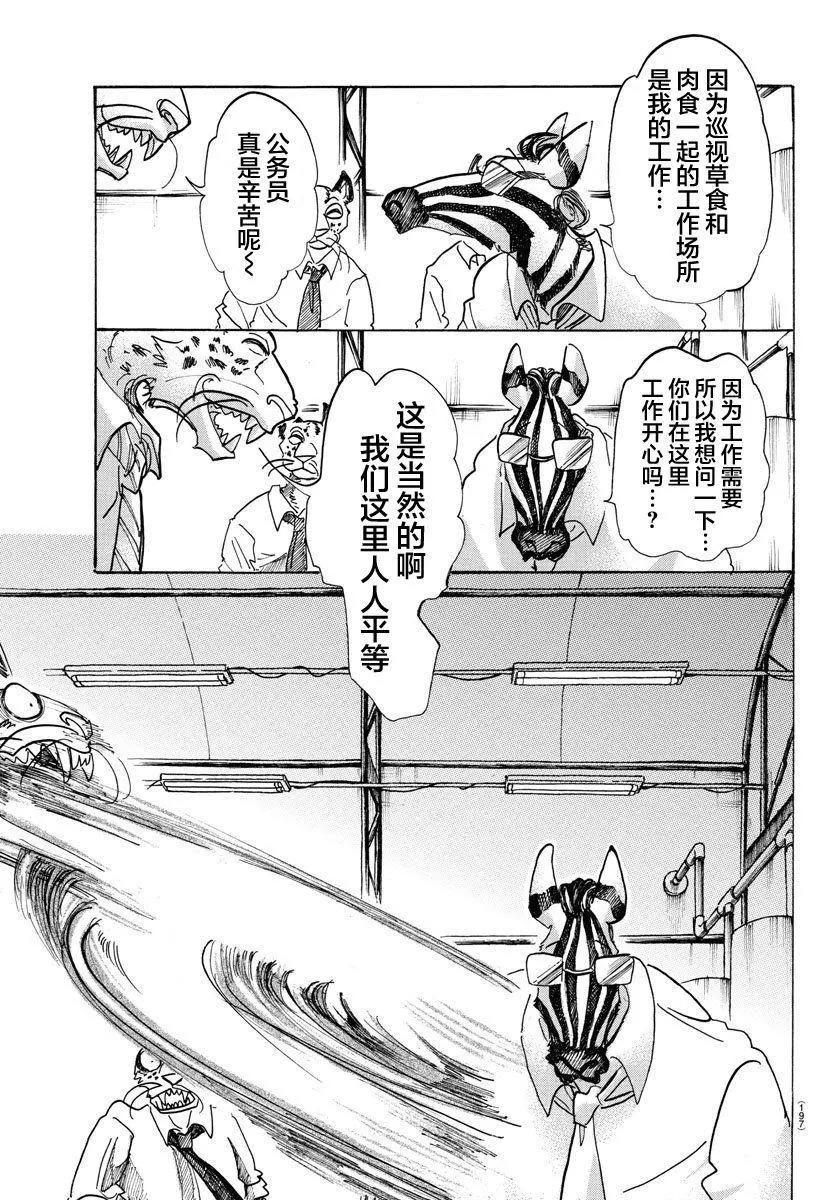 因为巡视草食和
肉食一起的工作场所
是我的工作…
公务员
真是辛苦呢～
因为工作需要
所以我想问一下…
你们在这里
工作开心吗…?
这是当然的啊
我们这里人人平等
(197)